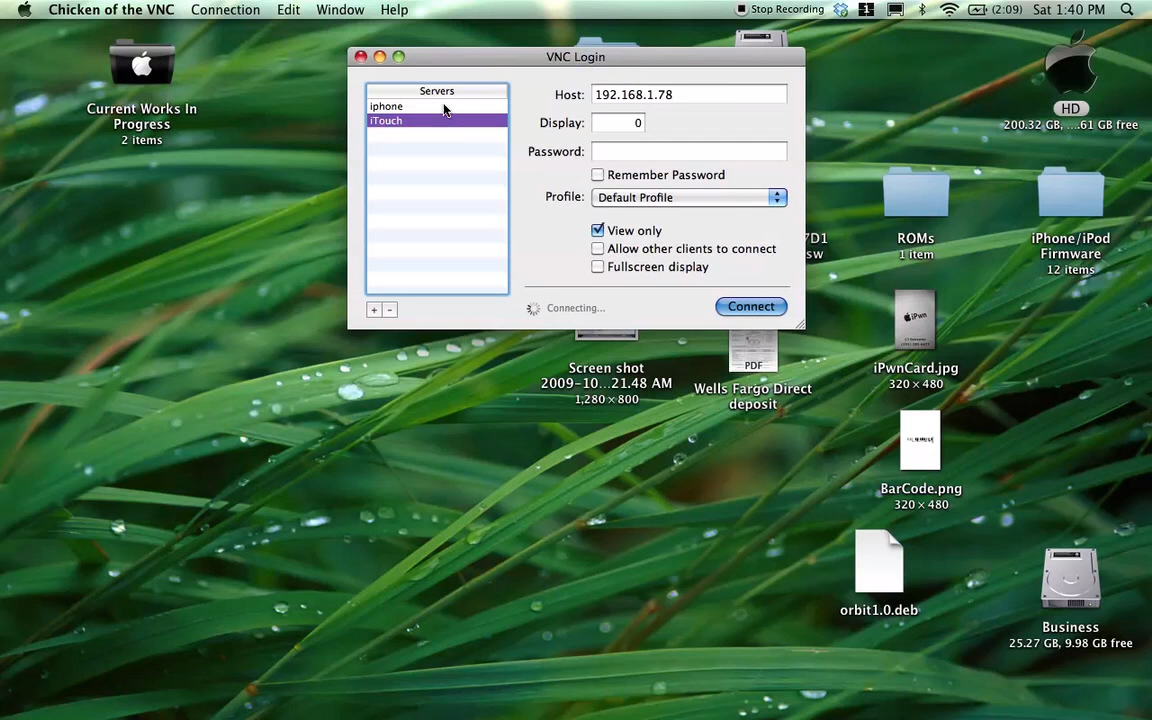 Chicken of the VNC Connection Edit Window Help
Stop Recording (2:09) Sat 1:40 PM
VNC Login
Servers
iphone
iTouch
+ -
Host: 192.168.1.78
Display: 0
Password:
Remember Password
Profile: Default Profile
View only
Allow other clients to connect
Fullscreen display
Connecting...
Connect
Current Works In
Progress
2 items
HD
200.32 GB, ....61 GB free
7D1
sw
ROMs
1 item
iPhone/iPod
Firmware
12 items
Screen shot
2009-10...21.48 AM
1,280 × 800
PDF
Wells Fargo Direct
deposit
iPwn
iPwnCard.jpg
320 × 480
BarCode.png
320 × 480
orbit1.0.deb
Business
25.27 GB, 9.98 GB free